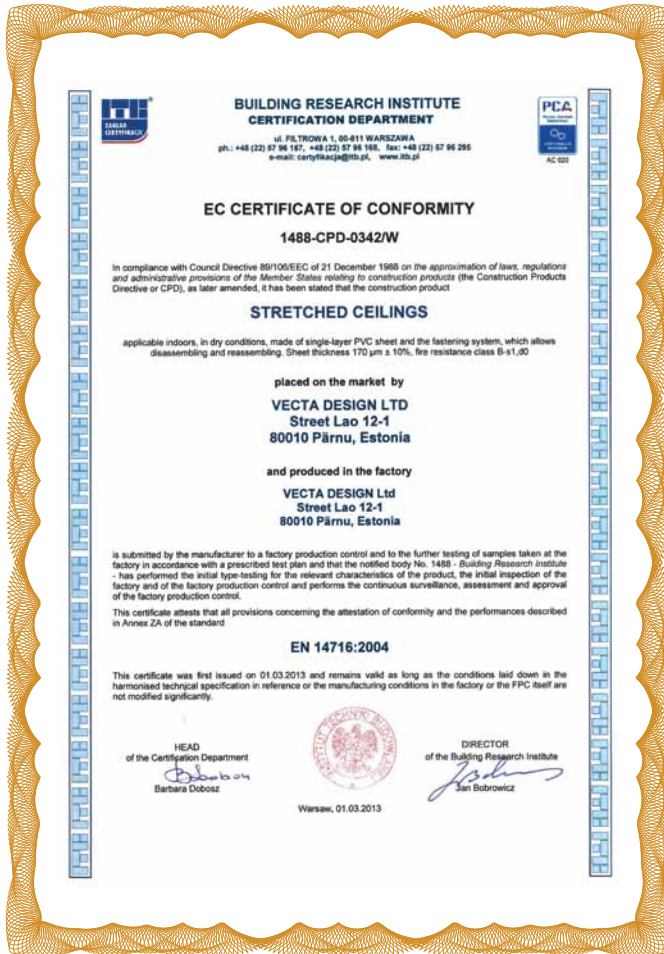 ZAKŁAD
CERTYFIKACJI
BUILDING RESEARCH INSTITUTE
CERTIFICATION DEPARTMENT
ul. FILTROWA 1, 00-611 WARSZAWA
ph.: +48 (22) 57 96 167, +48 (22) 57 96 168, fax: +48 (22) 57 96 295
e-mail: certyfikacja@itb.pl, www.itb.pl
PCA
AC 020
EC CERTIFICATE OF CONFORMITY
1488-CPD-0342/W
In compliance with Council Directive 89/106/EEC of 21 December 1988 on the approximation of laws, regulations
and administrative provisions of the Member States relating to construction products (the Construction Products
Directive or CPD), as later amended, it has been stated that the construction product
STRETCHED CEILINGS
applicable indoors, in dry conditions, made of single-layer PVC sheet and the fastening system, which allows
disassembling and reassembling. Sheet thickness 170 µm ± 10%, fire resistance class B-s1,d0
placed on the market by
VECTA DESIGN LTD
Street Lao 12-1
80010 Pärnu, Estonia
and produced in the factory
VECTA DESIGN Ltd
Street Lao 12-1
80010 Pärnu, Estonia
is submitted by the manufacturer to a factory production control and to the further testing of samples taken at the
factory in accordance with a prescribed test plan and that the notified body No. 1488 - Building Research Institute
- has performed the initial type-testing for the relevant characteristics of the product, the initial inspection of the
factory and of the factory production control and performs the continuous surveillance, assessment and approval
of the factory production control.
This certificate attests that all provisions concerning the attestation of conformity and the performances described
in Annex ZA of the standard
EN 14716:2004
This certificate was first issued on 01.03.2013 and remains valid as long as the conditions laid down in the
harmonised technical specification in reference or the manufacturing conditions in the factory or the FPC itself are
not modified significantly.
HEAD
of the Certification Department
Barbara Dobosz
DIRECTOR
of the Building Research Institute
Jan Bobrowicz
Warsaw, 01.03.2013